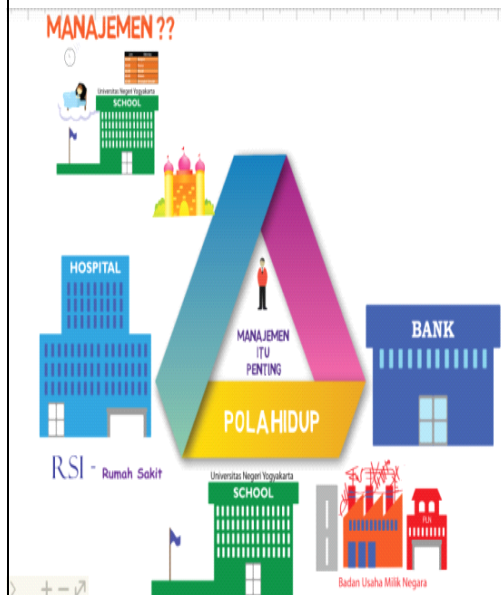 MANAJEMEN ??
Universitas Negeri Yogyakarta
SCHOOL
HOSPITAL
MANAJEMEN
ITU
PENTING
BANK
POLA HIDUP
RSI - Rumah Sakit
Universitas Negeri Yogyakarta
SCHOOL
PLN
Badan Usaha Milik Negara